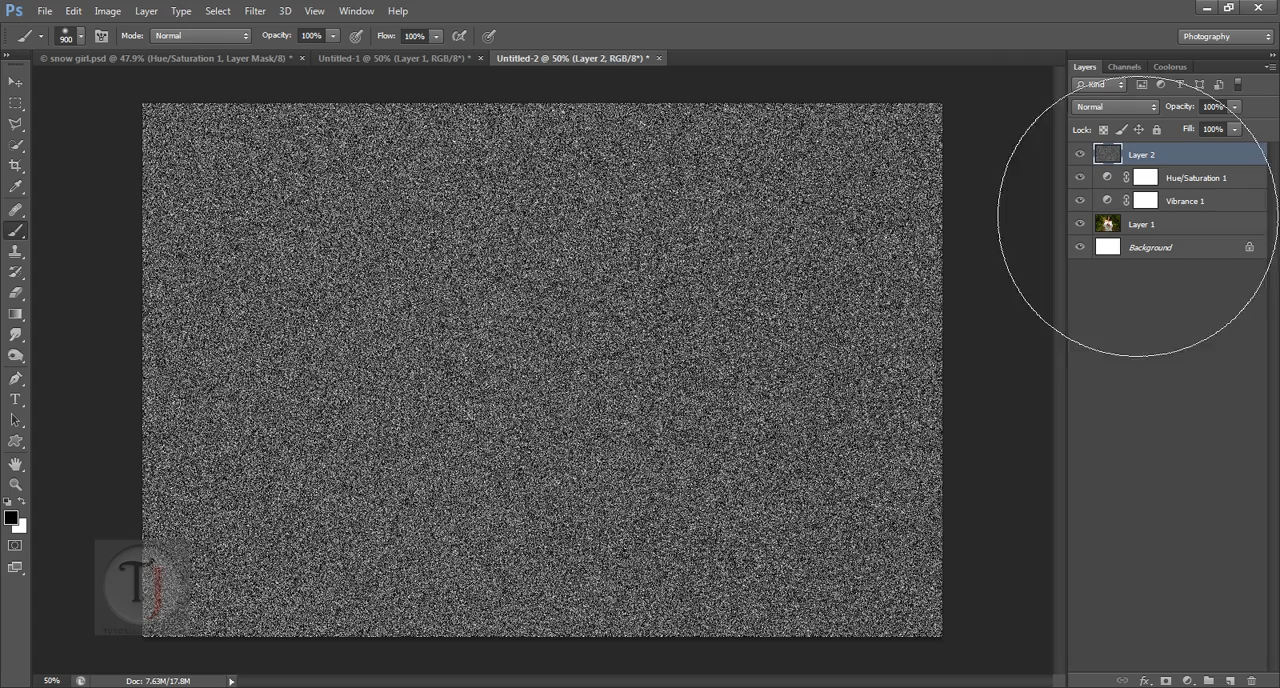 Ps File Edit Image Layer Type Select Filter 3D View Window Help
900 Mode: Normal Opacity: 100% Flow: 100% Photography
© snow girl.psd @ 47.9% (Hue/Saturation 1, Layer Mask/8) * × Untitled-1 @ 50% (Layer 1, RGB/8*) * × Untitled-2 @ 50% (Layer 2, RGB/8*) * ×
Layers Channels Coolorus
Kind
Normal Opacity: 100%
Lock: Fill: 100%
Layer 2
Hue/Saturation 1
Vibrance 1
Layer 1
Background
T
50% Doc: 7.63M/17.8M
fx